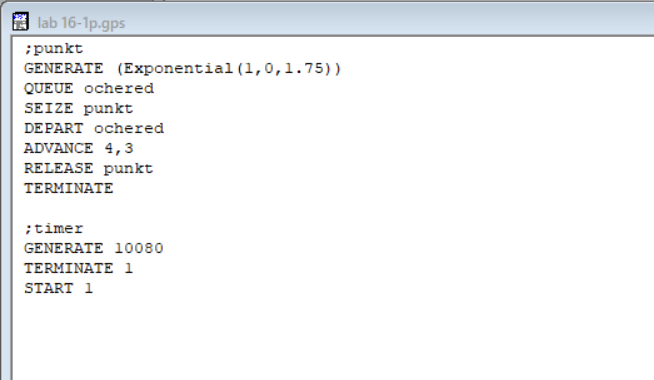 lab 16-1p.gps
;punkt
GENERATE (Exponential(1,0,1.75))
QUEUE ochered
SEIZE punkt
DEPART ochered
ADVANCE 4,3
RELEASE punkt
TERMINATE
;timer
GENERATE 10080
TERMINATE 1
START 1